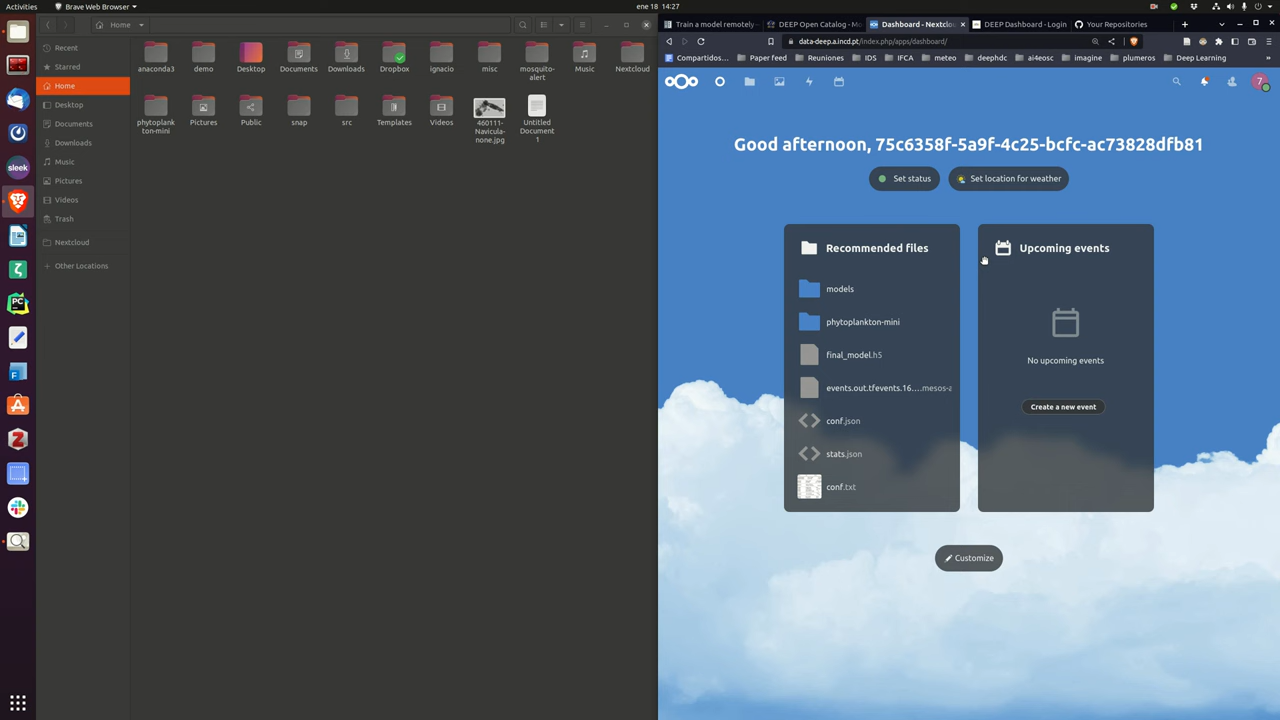 Activities
Brave Web Browser
ene 18 14:27
Home
Recent
Starred
Home
Desktop
Documents
Downloads
Music
Pictures
Videos
Trash
Nextcloud
Other Locations
anaconda3
demo
Desktop
Documents
Downloads
Dropbox
ignacio
misc
mosquito-
alert
Music
Nextcloud
phytoplank
ton-mini
Pictures
Public
snap
src
Templates
Videos
460111-
Navicula-
none.jpg
Untitled
Document
1
sleek
Train a model remotely
DEEP Open Catalog - Mo
Dashboard - Nextclo
DEEP Dashboard - Login
Your Repositories
data-deep.a.incd.pt/index.php/apps/dashboard/
Compartidos...
Paper feed
Reuniones
IDS
IFCA
meteo
deephdc
ai4eosc
imagine
plumeros
Deep Learning
7
Good afternoon, 75c6358f-5a9f-4c25-bcfc-ac73828dfb81
Set status
Set location for weather
Recommended files
models
phytoplankton-mini
final_model.h5
events.out.tfevents.16....mesos-a
conf.json
stats.json
conf.txt
Upcoming events
No upcoming events
Create a new event
Customize